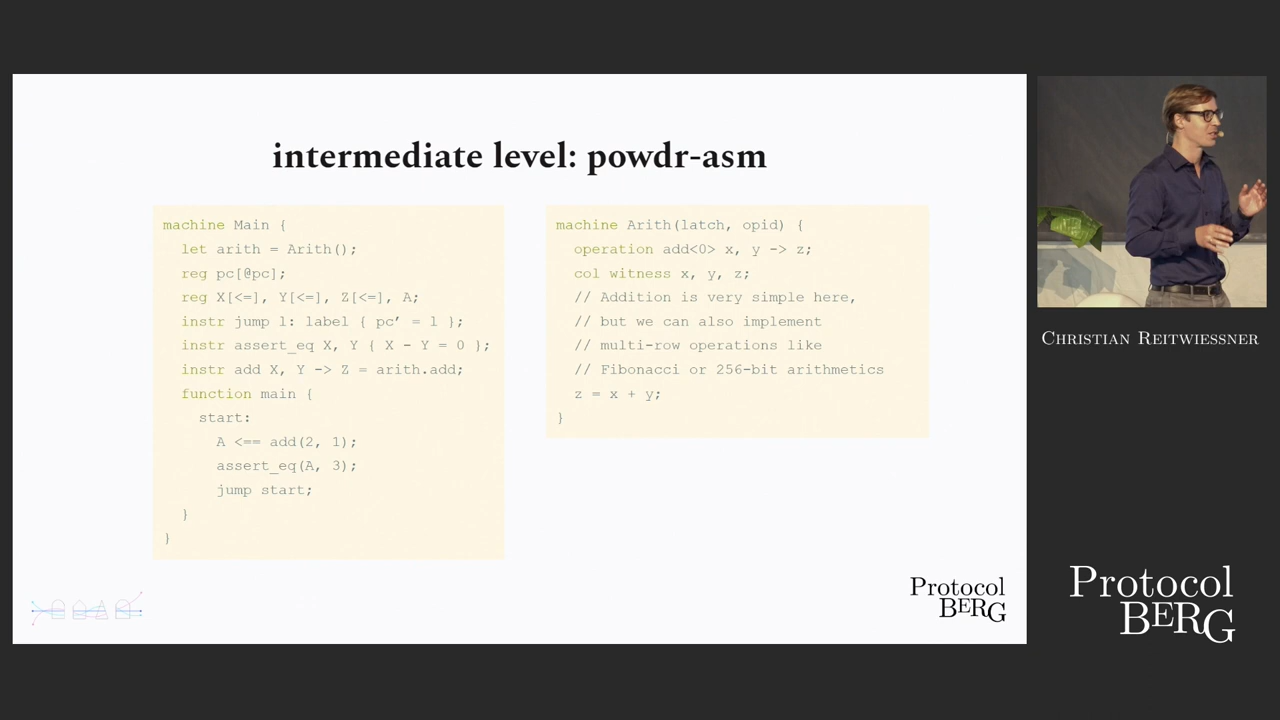 intermediate level: powdr-asm
machine Main {
let arith = Arith();
reg pc[@pc];
reg X[<=], Y[<=], Z[<=], A;
instr jump l: label { pc′ = l };
instr assert_eq X, Y { X - Y = 0 };
instr add X, Y -> Z = arith.add;
function main {
start:
A <== add(2, 1);
assert_eq(A, 3);
jump start;
}
}
machine Arith(latch, opid) {
operation add<0> x, y -> z;
col witness x, y, z;
// Addition is very simple here,
// but we can also implement
// multi-row operations like
// Fibonacci or 256-bit arithmetics
z = x + y;
}
Protocol
BERG
Christian Reitwiessner
Protocol
BERG